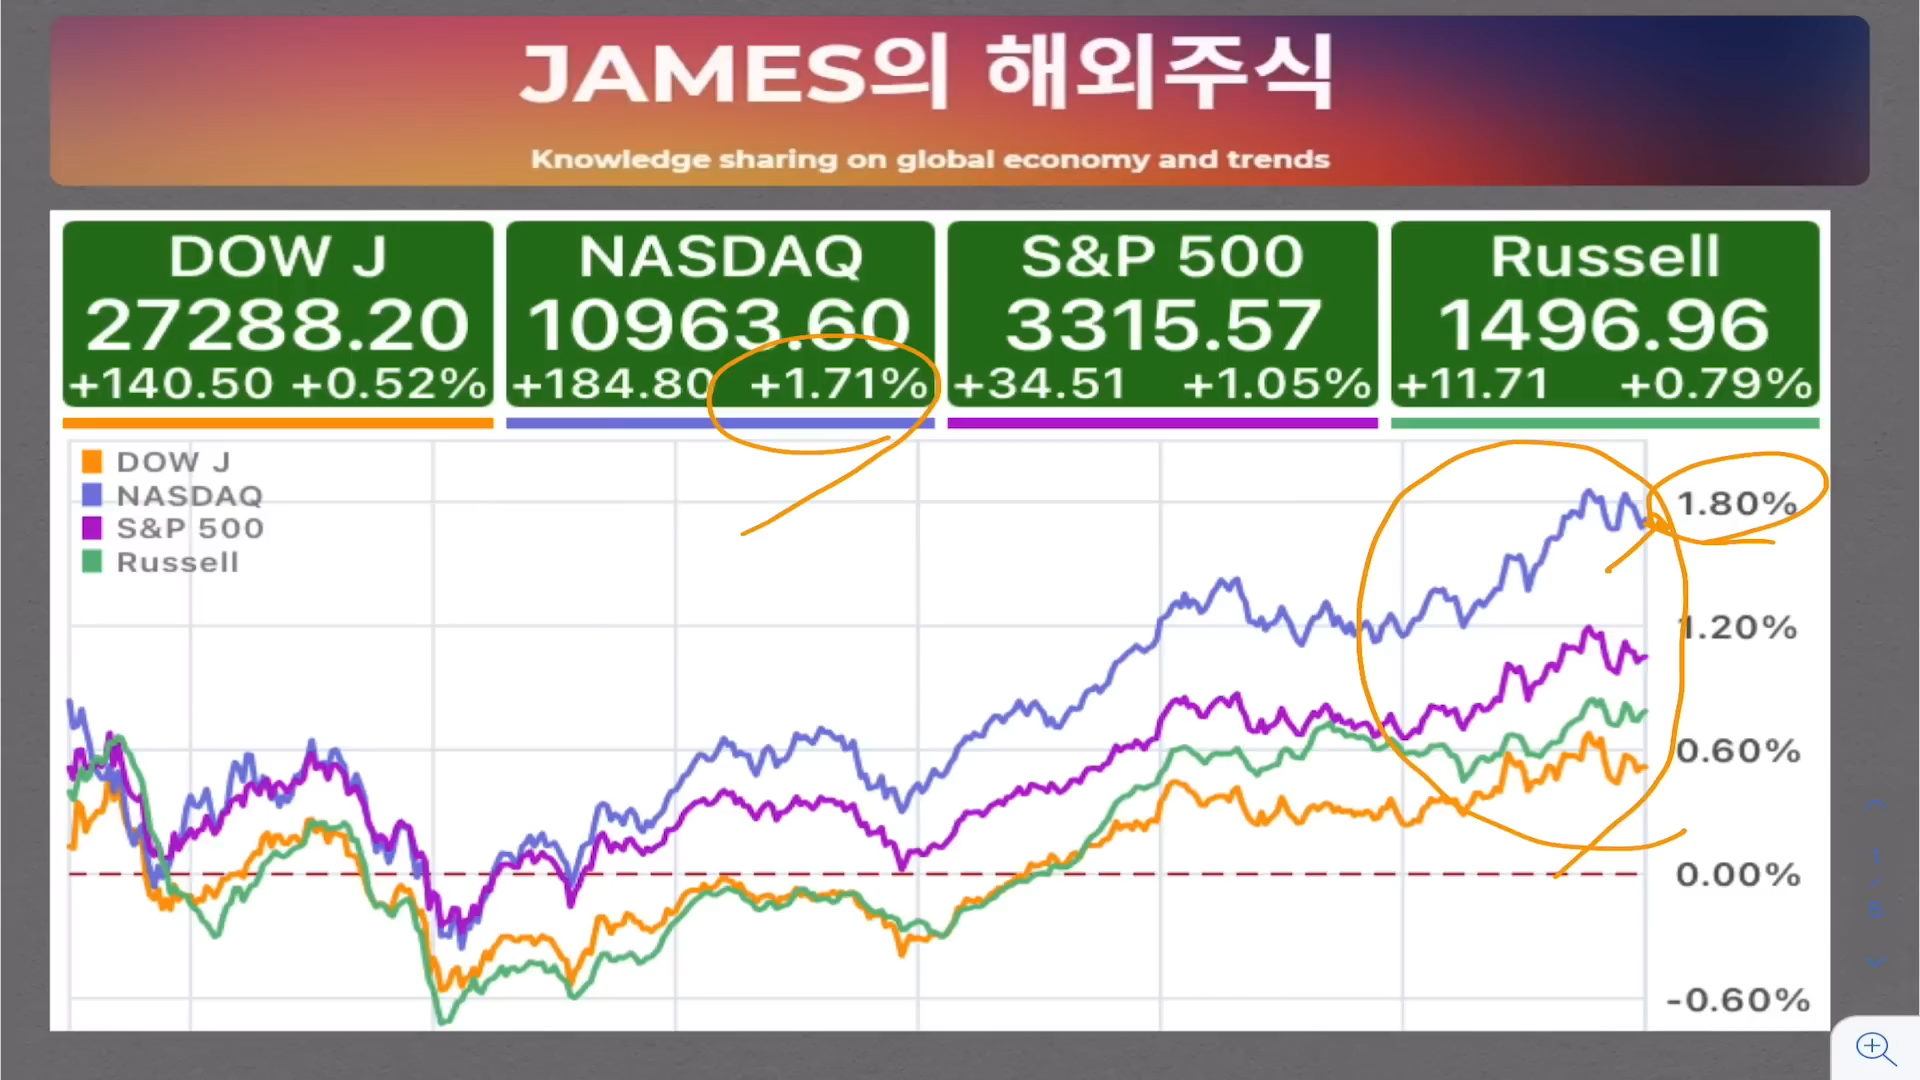 JAMES의 해외주식
Knowledge sharing on global economy and trends
DOW J
27288.20
+140.50 +0.52%
NASDAQ
10963.60
+184.80 +1.71%
S&P 500
3315.57
+34.51 +1.05%
Russell
1496.96
+11.71 +0.79%
DOW J
NASDAQ
S&P 500
Russell
1.80%
1.20%
0.60%
0.00%
-0.60%